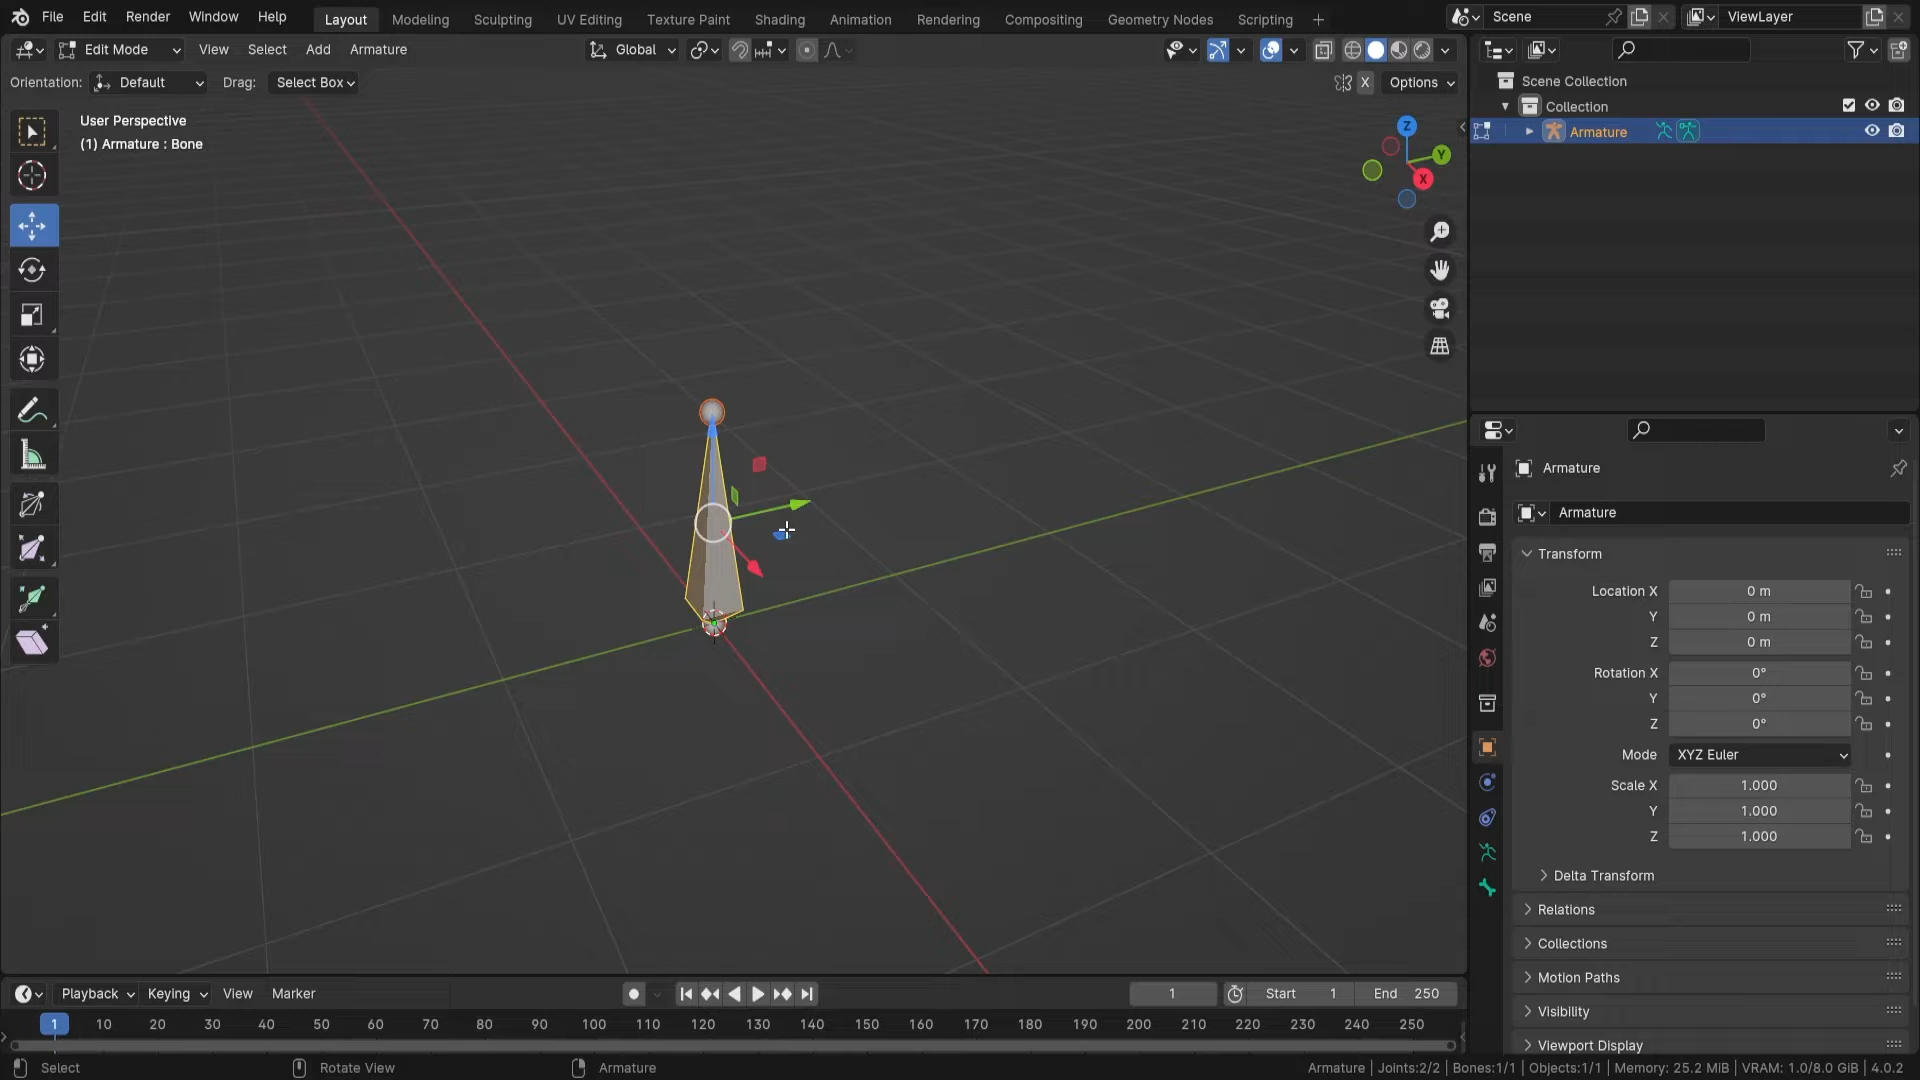 File Edit Render Window Help Layout Modeling Sculpting UV Editing Texture Paint Shading Animation Rendering Compositing Geometry Nodes Scripting + Scene ViewLayer
Edit Mode View Select Add Armature Global
Orientation: Default Drag: Select Box X Options
User Perspective
(1) Armature : Bone
Z
Y
X
Scene Collection
Collection
Armature
Armature
Armature
Transform
Location X 0 m
Y 0 m
Z 0 m
Rotation X 0°
Y 0°
Z 0°
Mode XYZ Euler
Scale X 1.000
Y 1.000
Z 1.000
Delta Transform
Relations
Collections
Motion Paths
Visibility
Viewport Display
Playback Keying View Marker 1 Start 1 End 250
1 10 20 30 40 50 60 70 80 90 100 110 120 130 140 150 160 170 180 190 200 210 220 230 240 250
Select Rotate View Armature Armature | Joints:2/2 | Bones:1/1 | Objects:1/1 | Memory: 25.2 MiB | VRAM: 1.0/8.0 GiB | 4.0.2